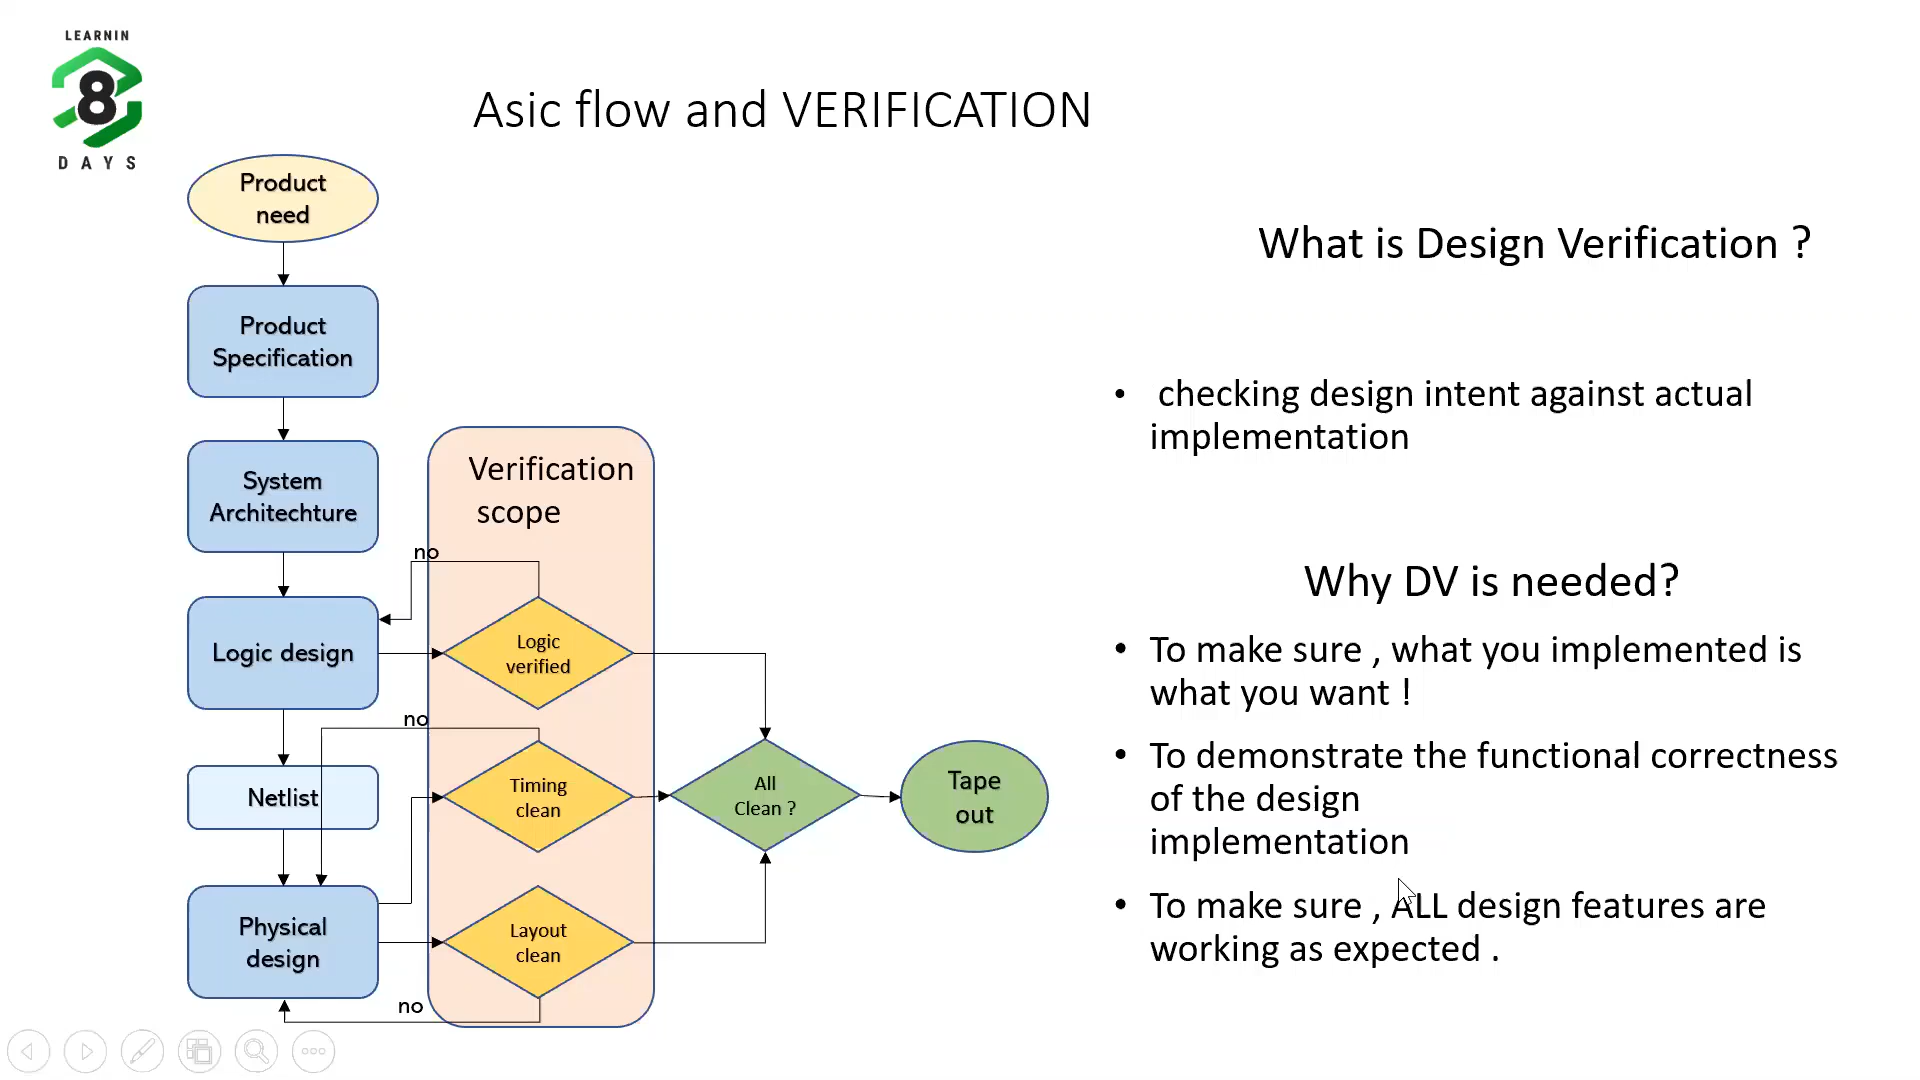 LEARNIN
8
DAYS
Asic flow and VERIFICATION
Product
need
Product
Specification
System
Architechture
Logic design
Netlist
Physical
design
Verification
scope
no
Logic
verified
no
Timing
clean
Layout
clean
no
All
Clean ?
Tape
out
What is Design Verification ?
• checking design intent against actual
implementation
Why DV is needed?
• To make sure , what you implemented is
what you want !
• To demonstrate the functional correctness
of the design
implementation
• To make sure , ALL design features are
working as expected .